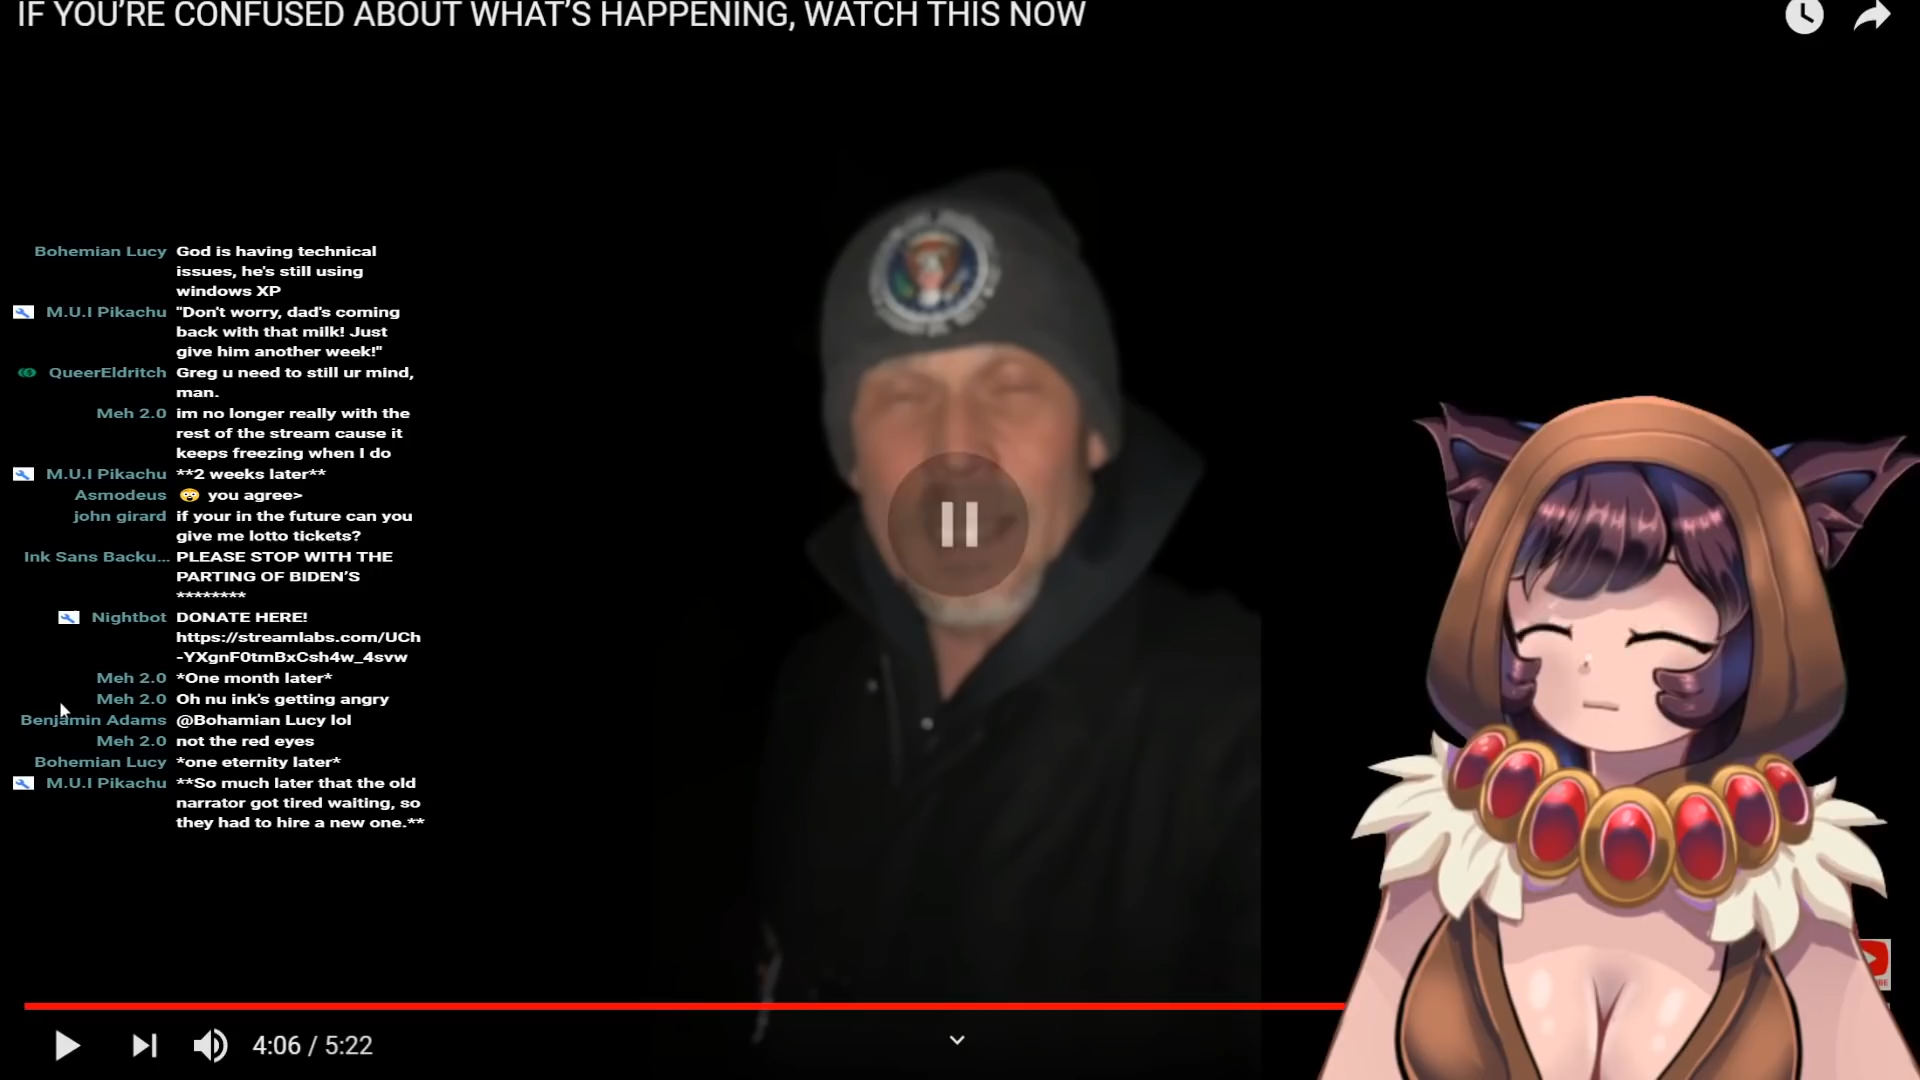 IF YOU'RE CONFUSED ABOUT WHAT'S HAPPENING, WATCH THIS NOW
Bohemian Lucy God is having technical
issues, he's still using
windows XP
M.U.I Pikachu "Don't worry, dad's coming
back with that milk! Just
give him another week!"
QueerEldritch Greg u need to still ur mind,
man.
Meh 2.0 im no longer really with the
rest of the stream cause it
keeps freezing when I do
M.U.I Pikachu **2 weeks later**
Asmodeus 😳 you agree>
john girard if your in the future can you
give me lotto tickets?
Ink Sans Backu... PLEASE STOP WITH THE
PARTING OF BIDEN'S
********
Nightbot DONATE HERE!
https://streamlabs.com/UCh
-YXgnF0tmBxCsh4w_4svw
Meh 2.0 *One month later*
Meh 2.0 Oh nu ink's getting angry
Benjamin Adams @Bohamian Lucy lol
Meh 2.0 not the red eyes
Bohemian Lucy *one eternity later*
M.U.I Pikachu **So much later that the old
narrator got tired waiting, so
they had to hire a new one.**
4:06 / 5:22